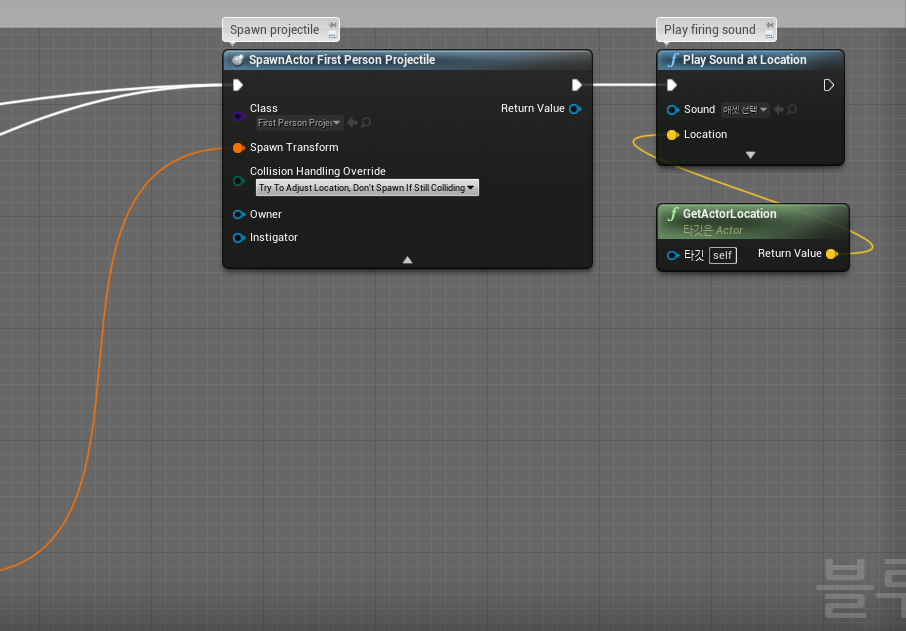 Spawn projectile
SpawnActor First Person Projectile
Class
First Person Projec
Return Value
Spawn Transform
Collision Handling Override
Try To Adjust Location, Don't Spawn If Still Colliding
Owner
Instigator
Play firing sound
f Play Sound at Location
Sound 애셋 선택
Location
f GetActorLocation
타깃은 Actor
타깃 self
Return Value
블루